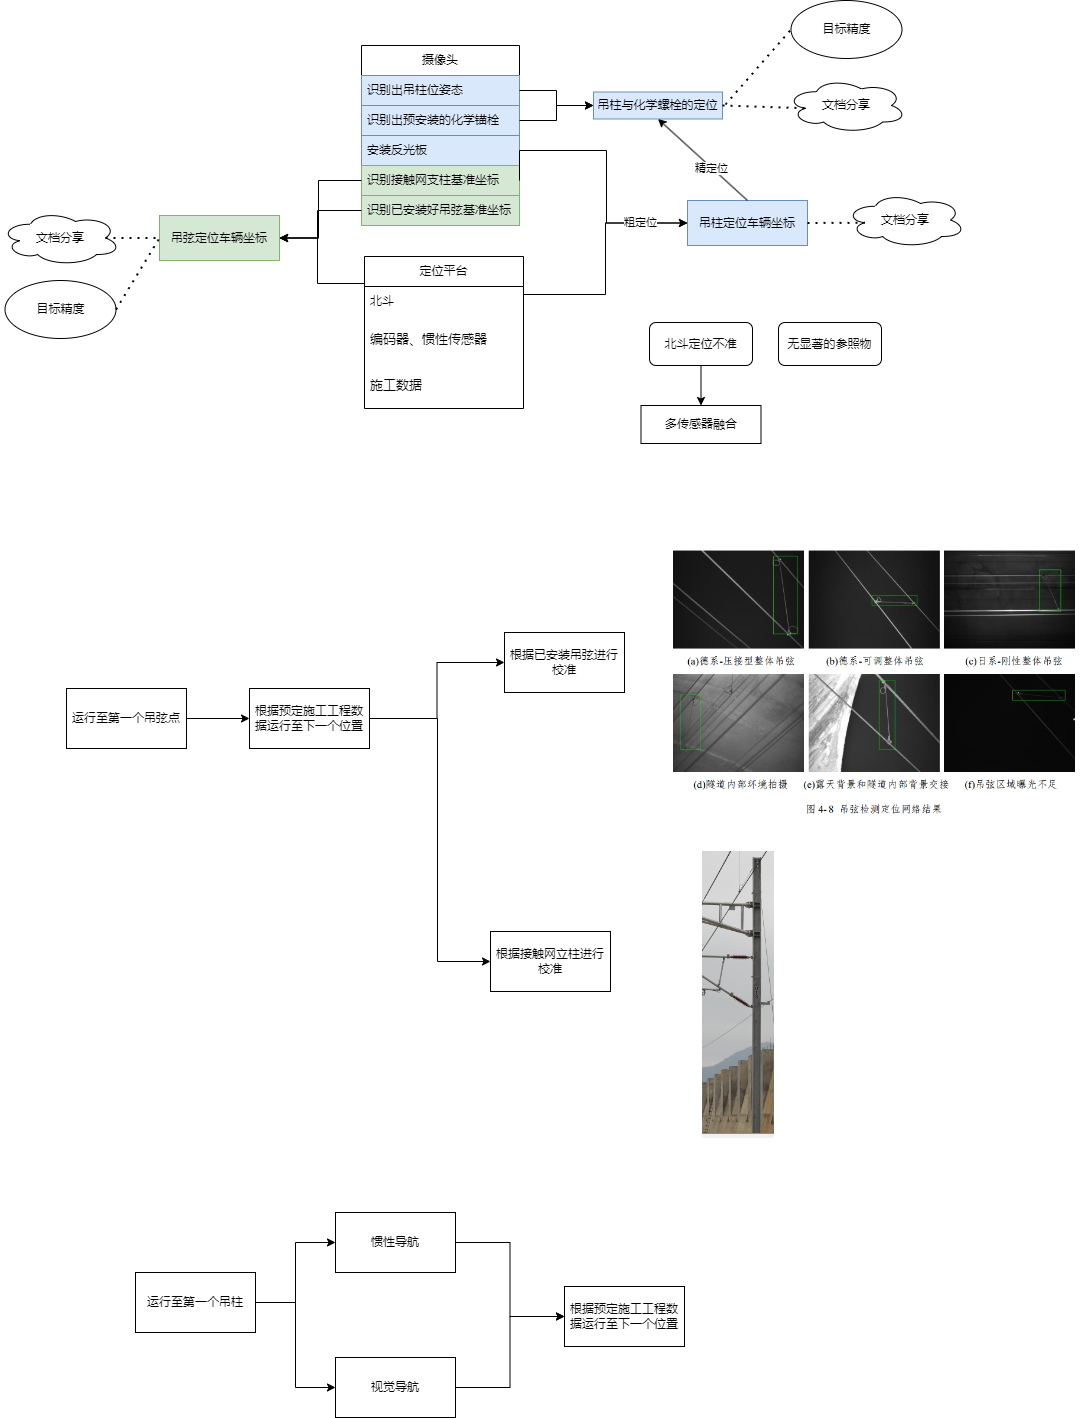 目标精度
摄像头
识别出吊柱位姿态
识别出预安装的化学锚栓
安装反光板
识别接触网支柱基准坐标
识别已安装好吊弦基准坐标
吊柱与化学螺栓的定位
文档分享
精定位
粗定位
吊柱定位车辆坐标
文档分享
文档分享
目标精度
吊弦定位车辆坐标
定位平台
北斗
编码器、惯性传感器
施工数据
北斗定位不准
无显著的参照物
多传感器融合
运行至第一个吊弦点
根据预定施工工程数
据运行至下一个位置
根据已安装吊弦进行
校准
根据接触网立柱进行
校准
(a)德系-压接型整体吊弦
(b)德系-可调整体吊弦
(c)日系-刚性整体吊弦
(d)隧道内部环境拍摄
(e)露天背景和隧道内部背景交接
(f)吊弦区域曝光不足
图 4-8 吊弦检测定位网络结果
运行至第一个吊柱
惯性导航
视觉导航
根据预定施工工程数
据运行至下一个位置